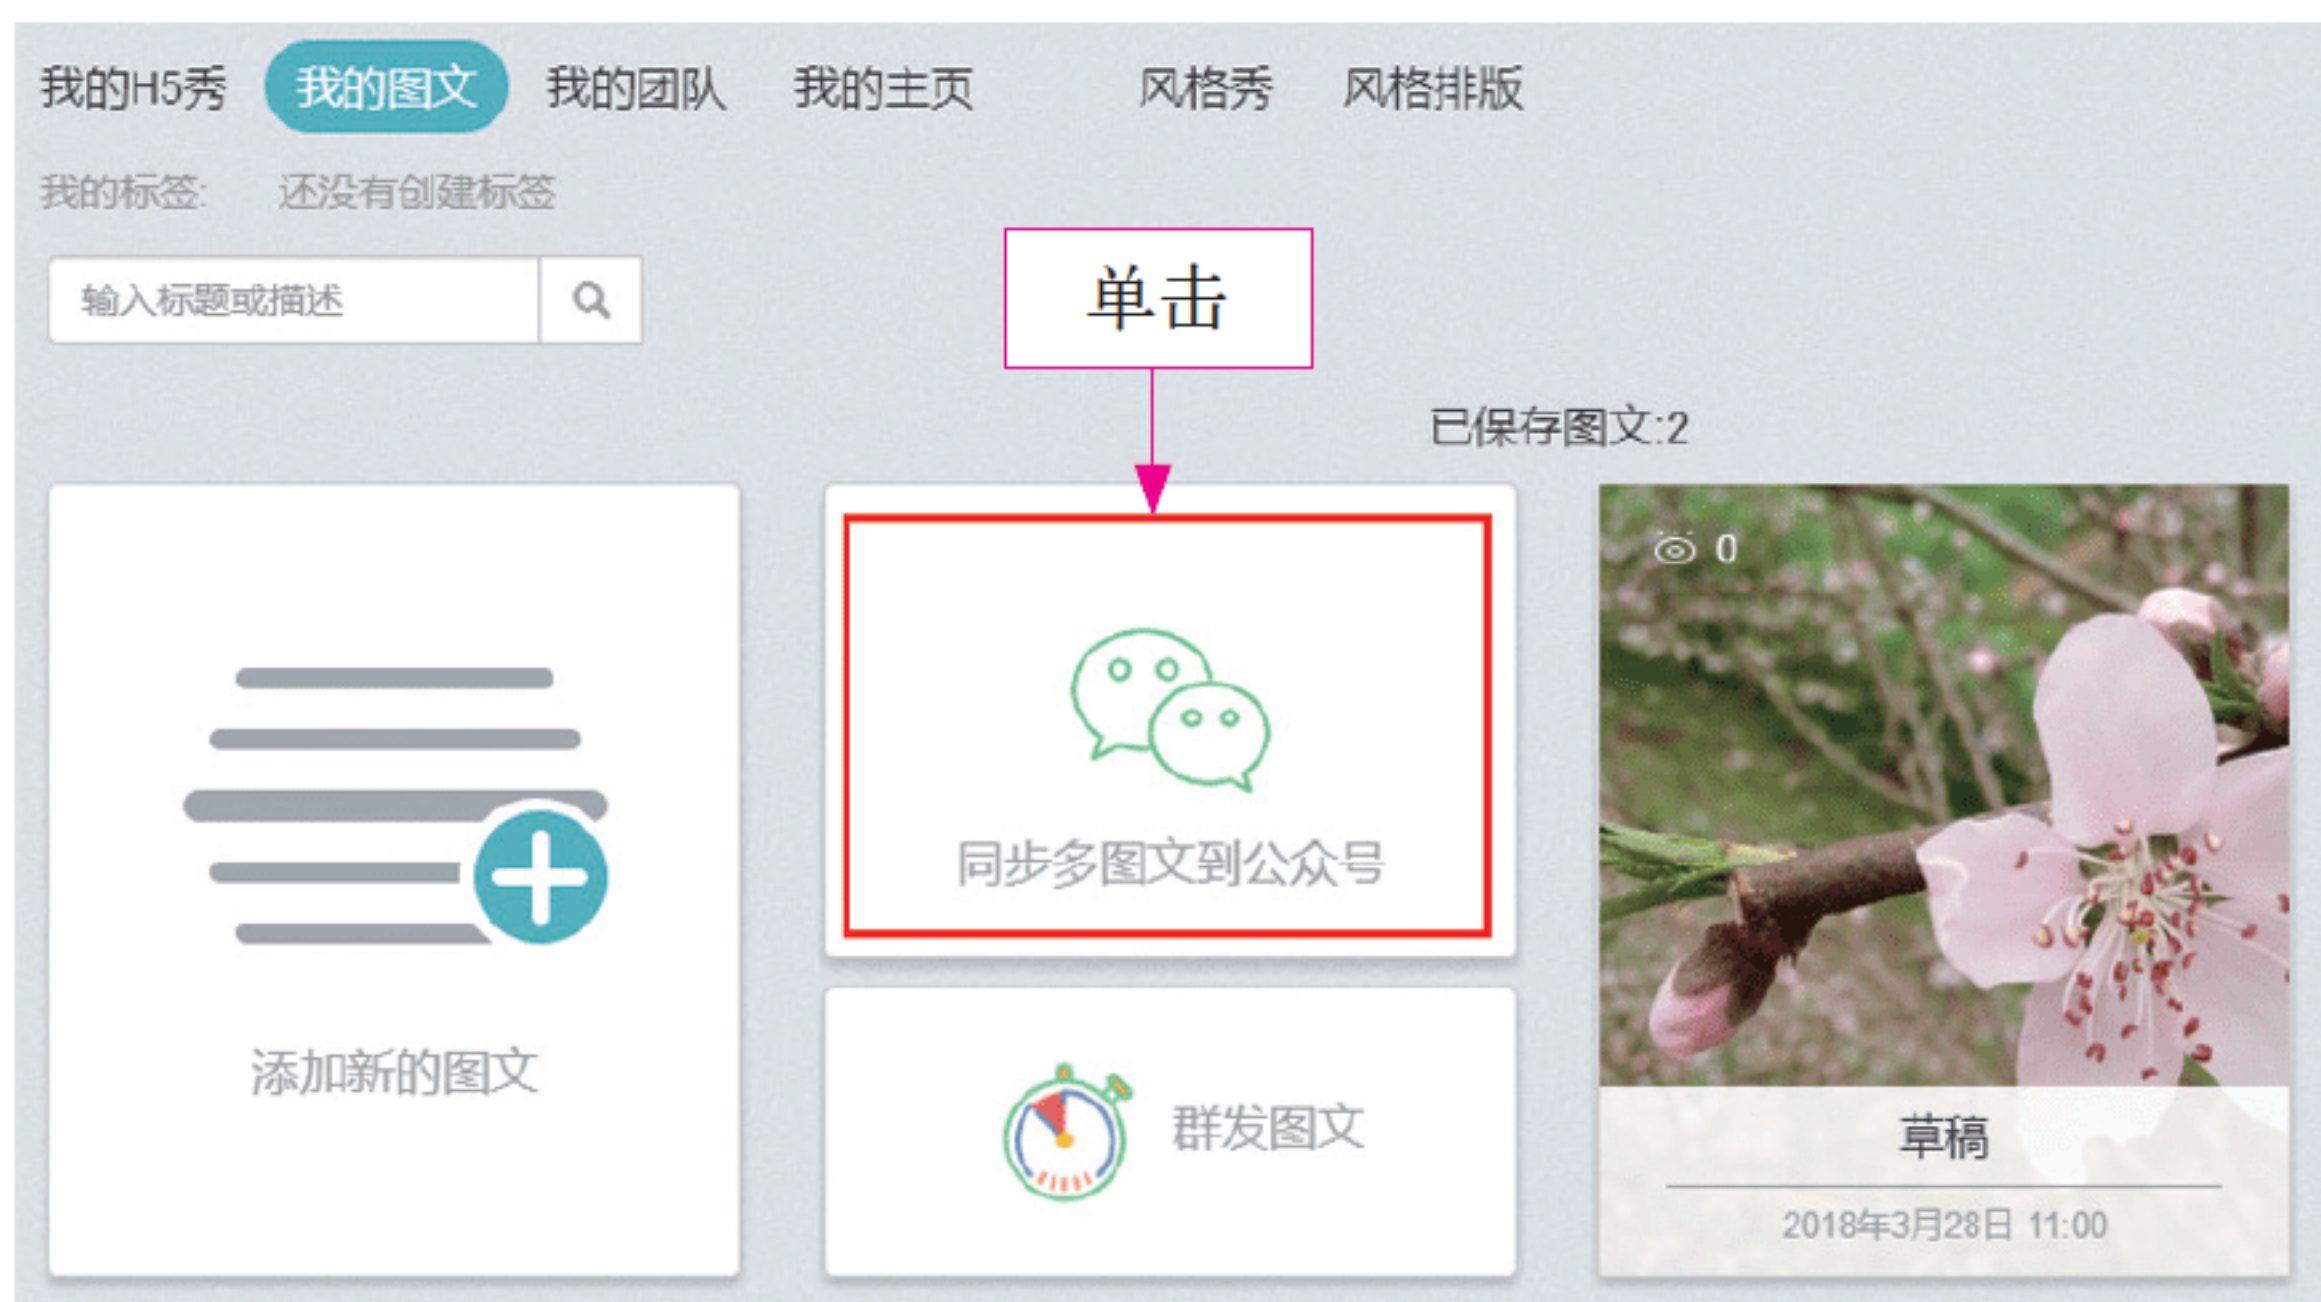 我的H5秀 我的图文 我的团队 我的主页 风格秀 风格排版
我的标签: 还没有创建标签
输入标题或描述
单击
已保存图文:2
0
同步多图文到公众号
添加新的图文
群发图文
草稿
2018年3月28日 11:00